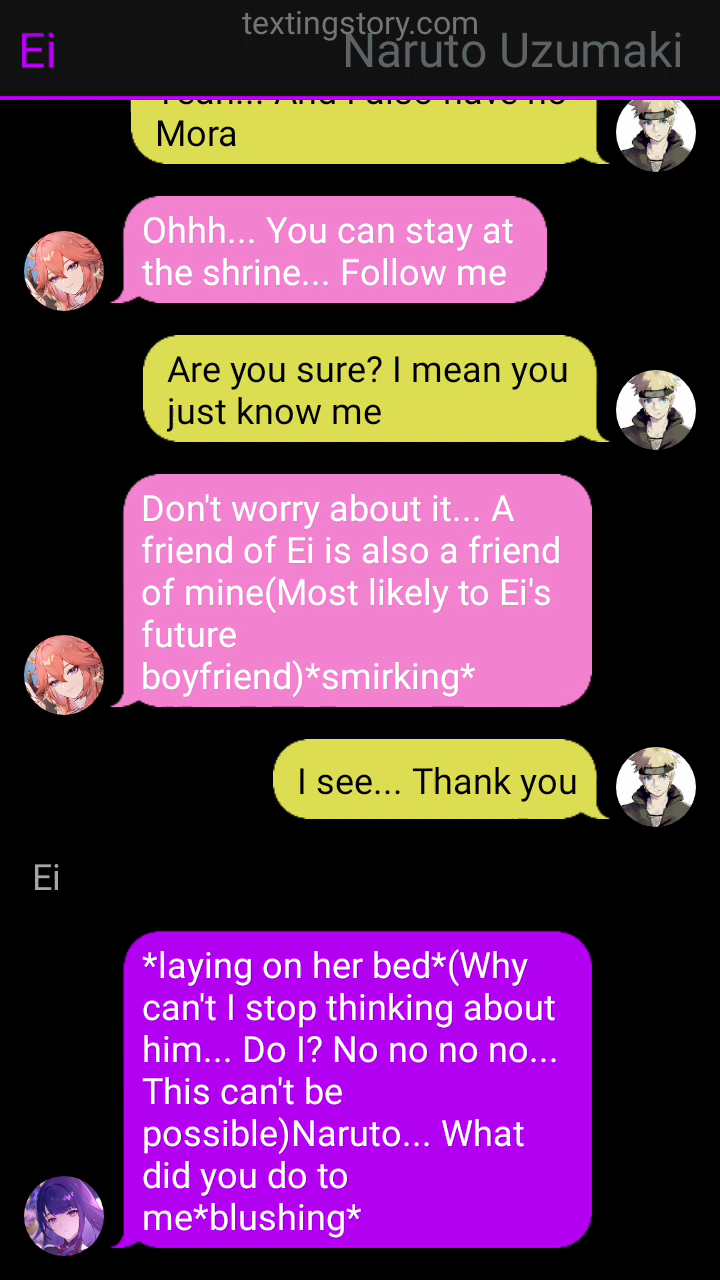 textingstory.com
Ei
Naruto Uzumaki
Mora
Ohhh... You can stay at
the shrine... Follow me
Are you sure? I mean you
just know me
Don't worry about it... A
friend of Ei is also a friend
of mine(Most likely to Ei's
future
boyfriend)*smirking*
I see... Thank you
Ei
*laying on her bed*(Why
can't I stop thinking about
him... Do I? No no no no...
This can't be
possible)Naruto... What
did you do to
me*blushing*